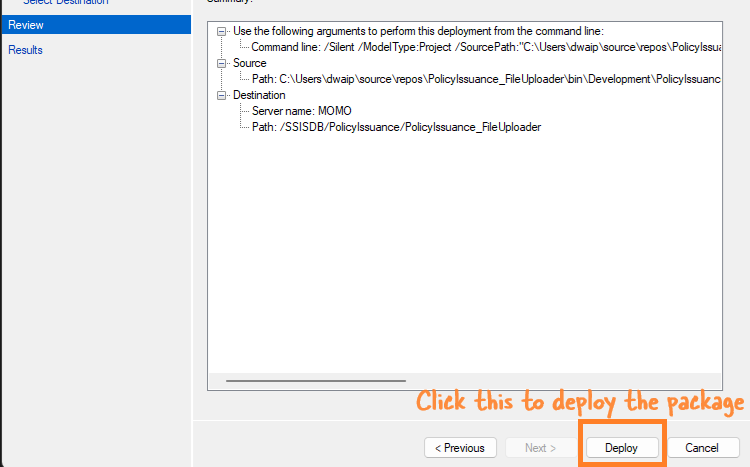 Select Destination
Summary:
Review
Results
Use the following arguments to perform this deployment from the command line:
Command line: /Silent /ModelType:Project /SourcePath:"C:\Users\dwaip\source\repos\PolicyIssua
Source
Path: C:\Users\dwaip\source\repos\PolicyIssuance_FileUploader\bin\Development\PolicyIssuanc
Destination
Server name: MOMO
Path: /SSISDB/PolicyIssuance/PolicyIssuance_FileUploader
Click this to deploy the package
< Previous
Next >
Deploy
Cancel